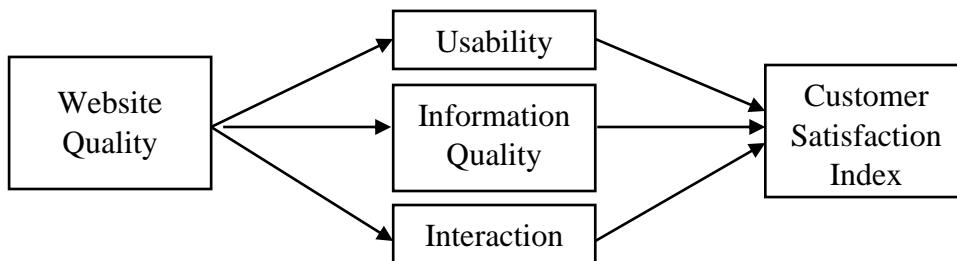 Website
Quality
Usability
Information
Quality
Interaction
Customer
Satisfaction
Index